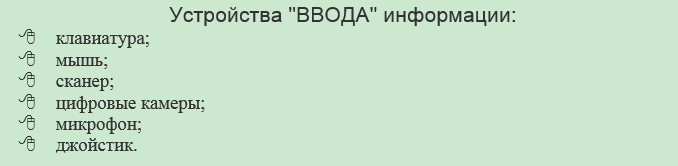 Устройства "ВВОДА" информации:
клавиатура;
мышь;
сканер;
цифровые камеры;
микрофон;
джойстик.